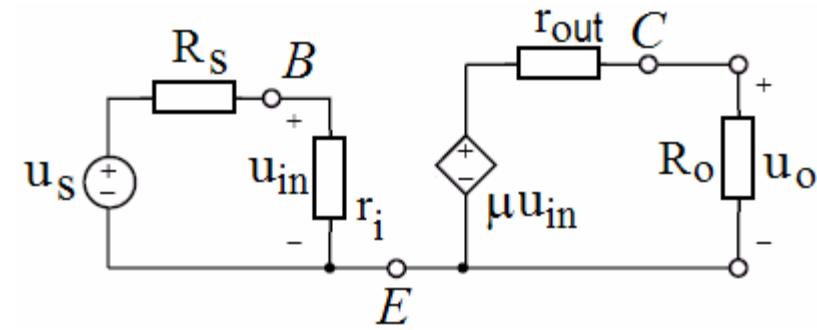 r_out
C
R_s
B
+
+
u_s
+
−
u_in
r_i
−
+
−
μu_in
R_o
u_o
−
E